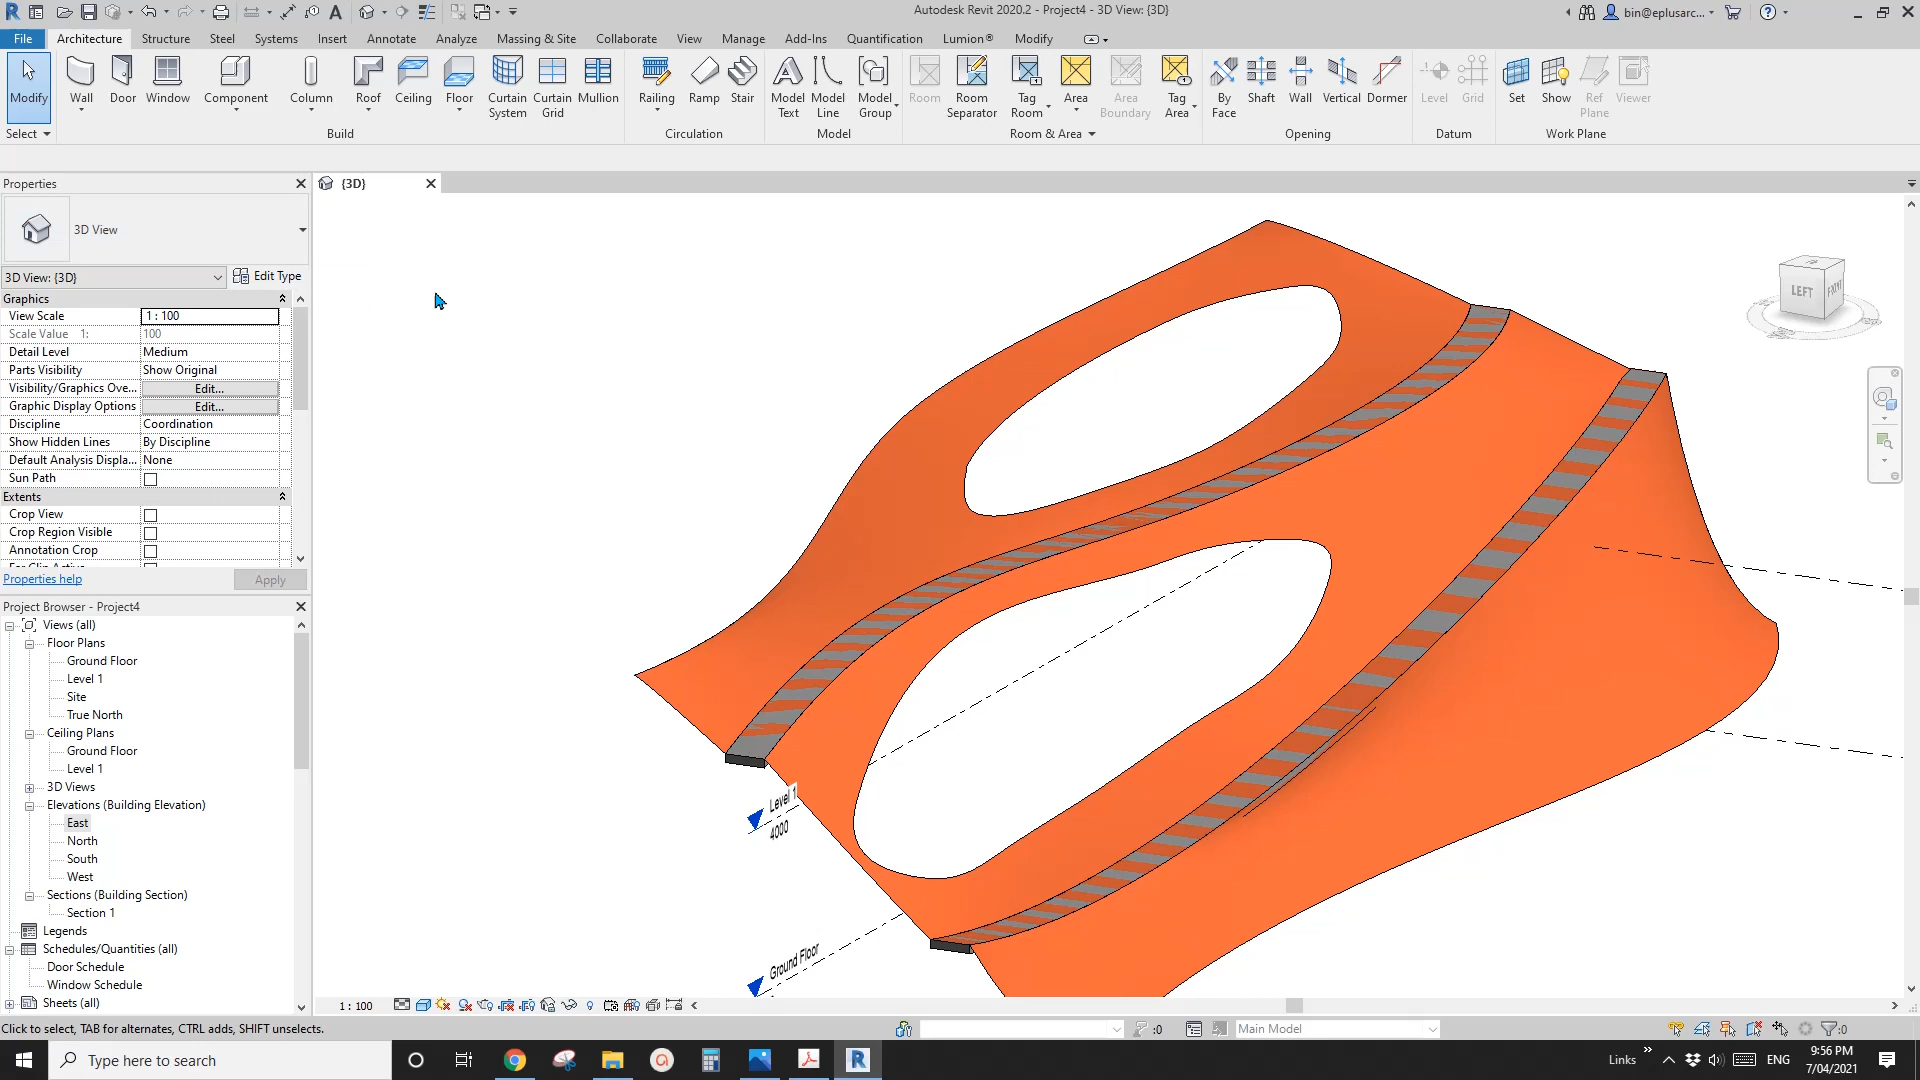 Autodesk Revit 2020.2 - Project4 - 3D View: {3D}
bin@eplusarc...
File Architecture Structure Steel Systems Insert Annotate Analyze Massing & Site Collaborate View Manage Add-Ins Quantification Lumion® Modify
Modify Wall Door Window Component Column Roof Ceiling Floor Curtain System Curtain Grid Mullion Railing Ramp Stair Model Text Model Line Model Group Room Room Separator Tag Room Area Area Boundary Tag Area By Face Shaft Wall Vertical Dormer Level Grid Set Show Ref Plane Viewer
Select Build Circulation Model Room & Area Opening Datum Work Plane
Properties
{3D}
3D View
3D View: {3D} Edit Type
Graphics
View Scale 1 : 100
Scale Value 1: 100
Detail Level Medium
Parts Visibility Show Original
Visibility/Graphics Ove... Edit...
Graphic Display Options Edit...
Discipline Coordination
Show Hidden Lines By Discipline
Default Analysis Displa... None
Sun Path
Extents
Crop View
Crop Region Visible
Annotation Crop
Properties help Apply
Project Browser - Project4
Views (all)
Floor Plans
Ground Floor
Level 1
Site
True North
Ceiling Plans
Ground Floor
Level 1
3D Views
Elevations (Building Elevation)
East
North
South
West
Sections (Building Section)
Section 1
Legends
Schedules/Quantities (all)
Door Schedule
Window Schedule
Sheets (all)
LEFT FRONT
Level 1
4000
Ground Floor
1 : 100
Click to select, TAB for alternates, CTRL adds, SHIFT unselects.
:0
Main Model
:0
Type here to search
Links
ENG
9:56 PM
7/04/2021